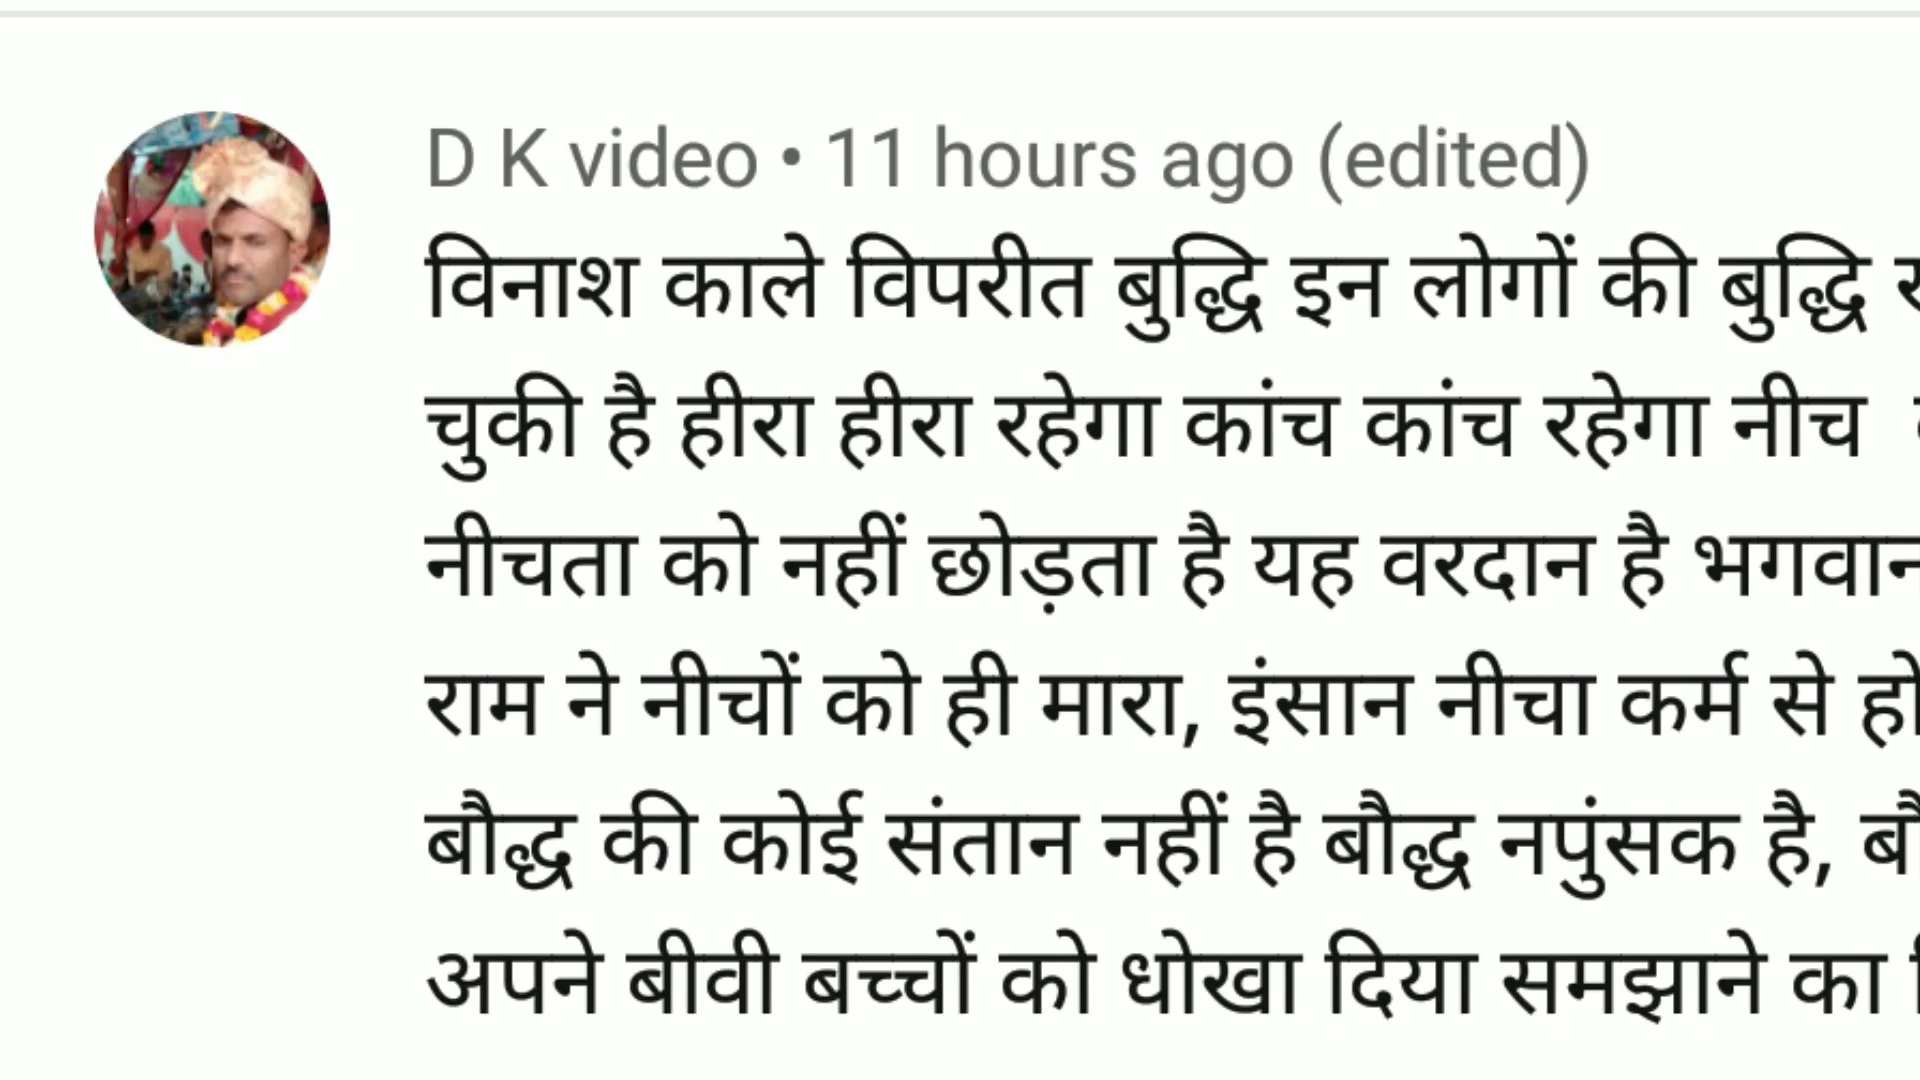 D K video • 11 hours ago (edited)
विनाश काले विपरीत बुद्धि इन लोगों की बुद्धि
चुकी है हीरा हीरा रहेगा कांच कांच रहेगा नीच
नीचता को नहीं छोड़ता है यह वरदान है भगवान
राम ने नीचों को ही मारा, इंसान नीचा कर्म से
बौद्ध की कोई संतान नहीं है बौद्ध नपुंसक है,
अपने बीवी बच्चों को धोखा दिया समझाने का